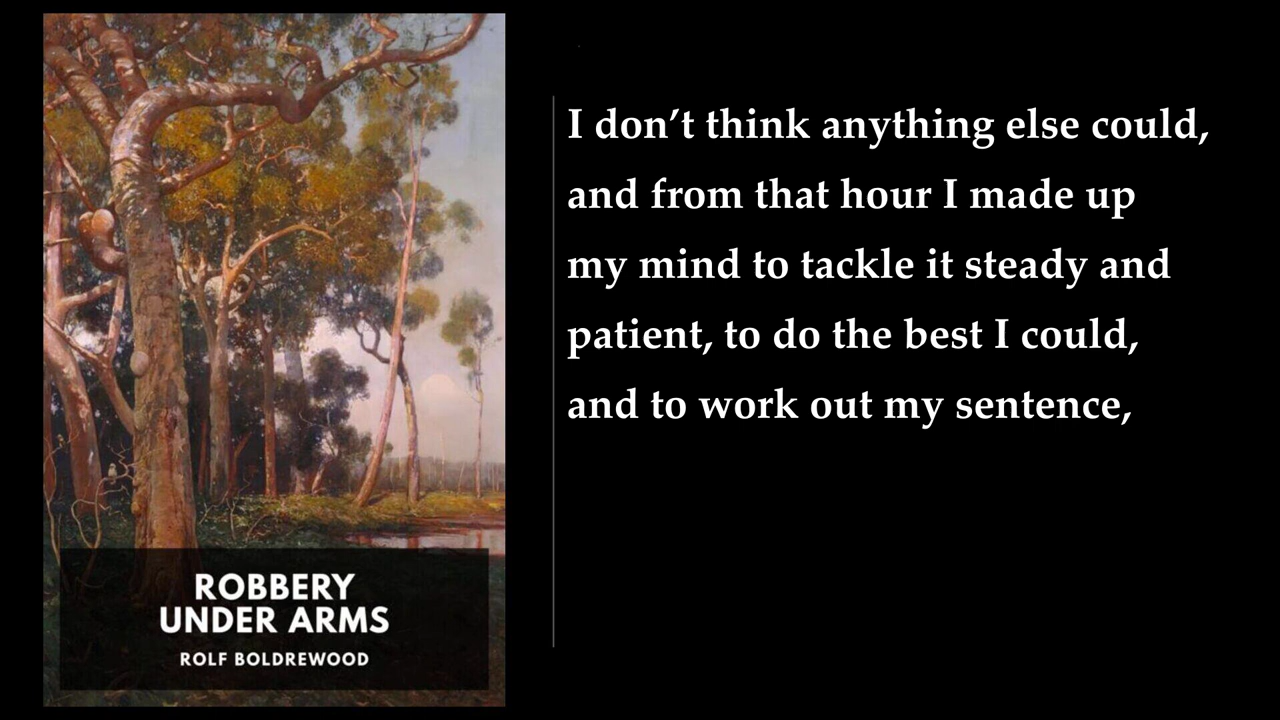 ROBBERY
UNDER ARMS
ROLF BOLDREWOOD
I don’t think anything else could,
and from that hour I made up
my mind to tackle it steady and
patient, to do the best I could,
and to work out my sentence,